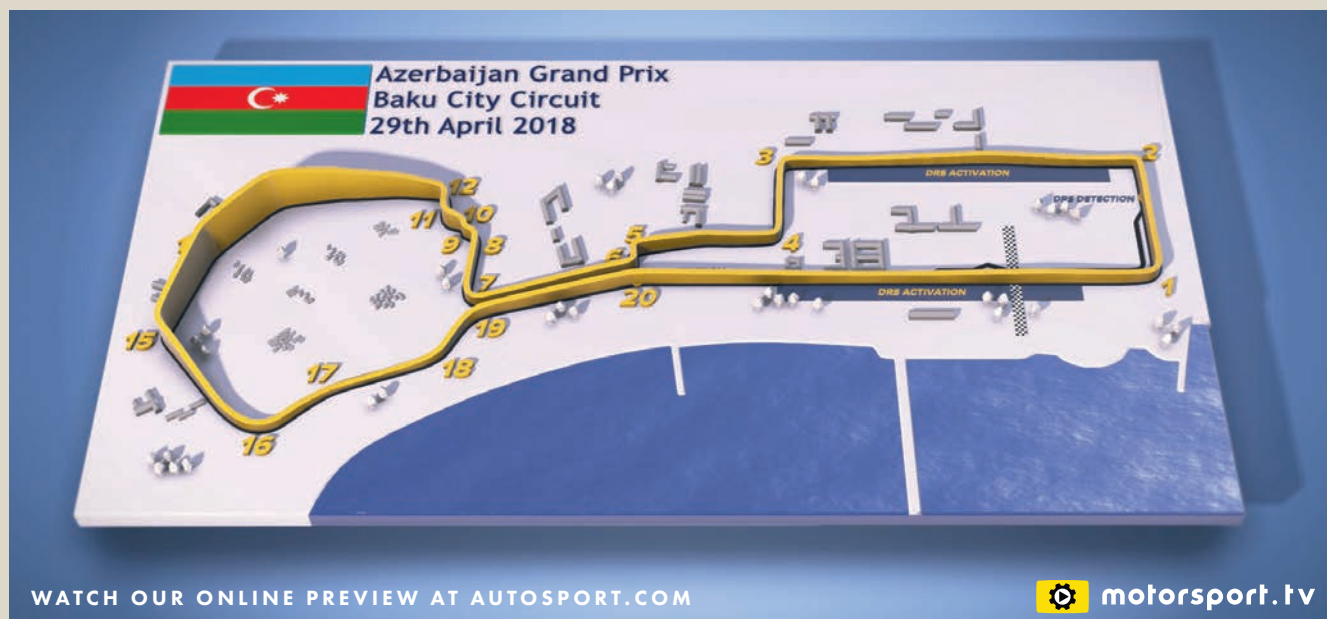 Azerbaijan Grand Prix
Baku City Circuit
29th April 2018
12
11
10
9
8
7
5
6
3
2
DRS ACTIVATION
DRS DETECTION
4
DRS ACTIVATION
1
20
19
18
17
16
15
WATCH OUR ONLINE PREVIEW AT AUTOSPORT.COM
motorsport.tv